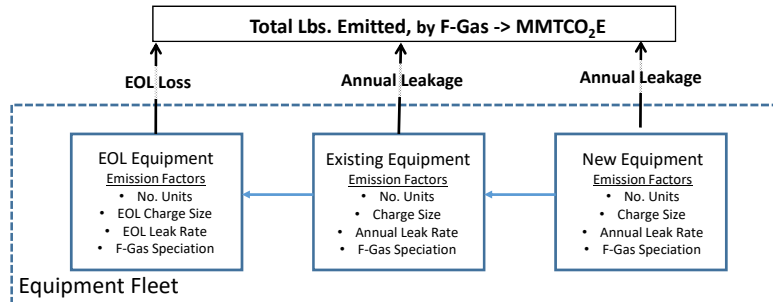 Total Lbs. Emitted, by F-Gas -> MMTCO₂E
EOL Loss
Annual Leakage
Annual Leakage
EOL Equipment
Emission Factors
• No. Units
• EOL Charge Size
• EOL Leak Rate
• F-Gas Speciation
Existing Equipment
Emission Factors
• No. Units
• Charge Size
• Annual Leak Rate
• F-Gas Speciation
New Equipment
Emission Factors
• No. Units
• Charge Size
• Annual Leak Rate
• F-Gas Speciation
Equipment Fleet